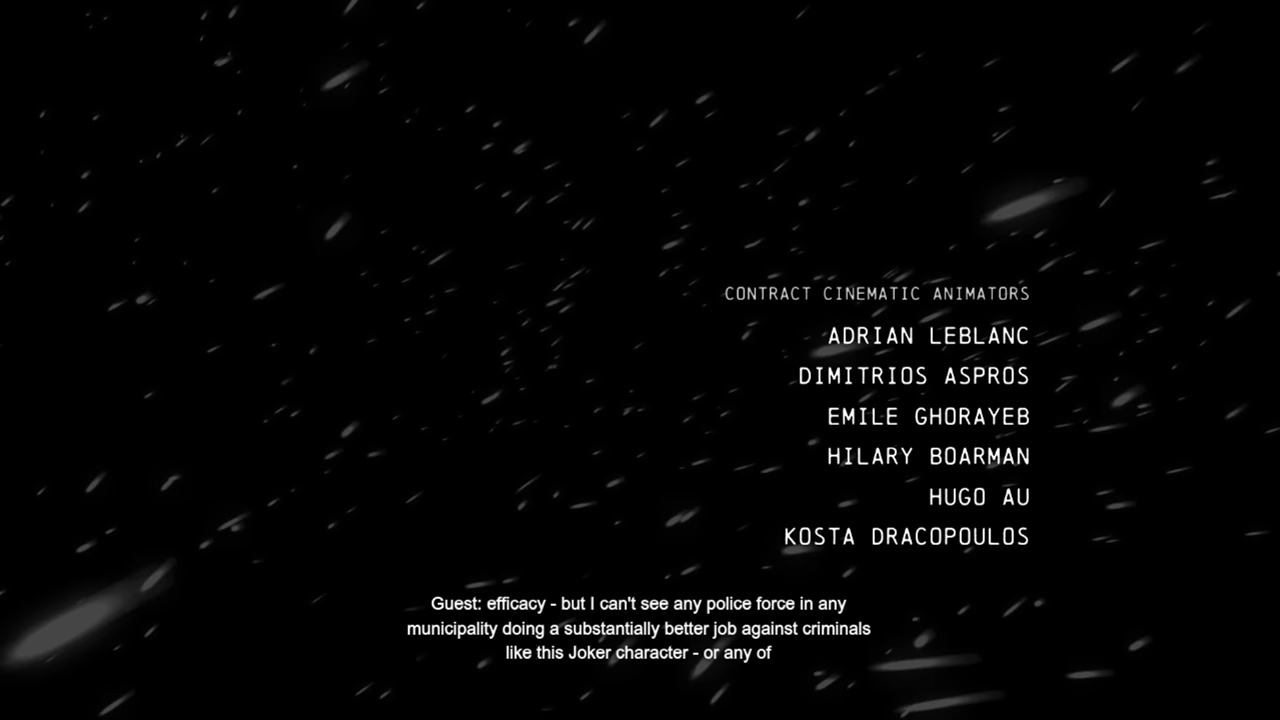 CONTRACT CINEMATIC ANIMATORS
ADRIAN LEBLANC
DIMITRIOS ASPROS
EMILE GHORAYEB
HILARY BOARMAN
HUGO AU
KOSTA DRACOPOULOS
Guest: efficacy - but I can't see any police force in any
municipality doing a substantially better job against criminals
like this Joker character - or any of